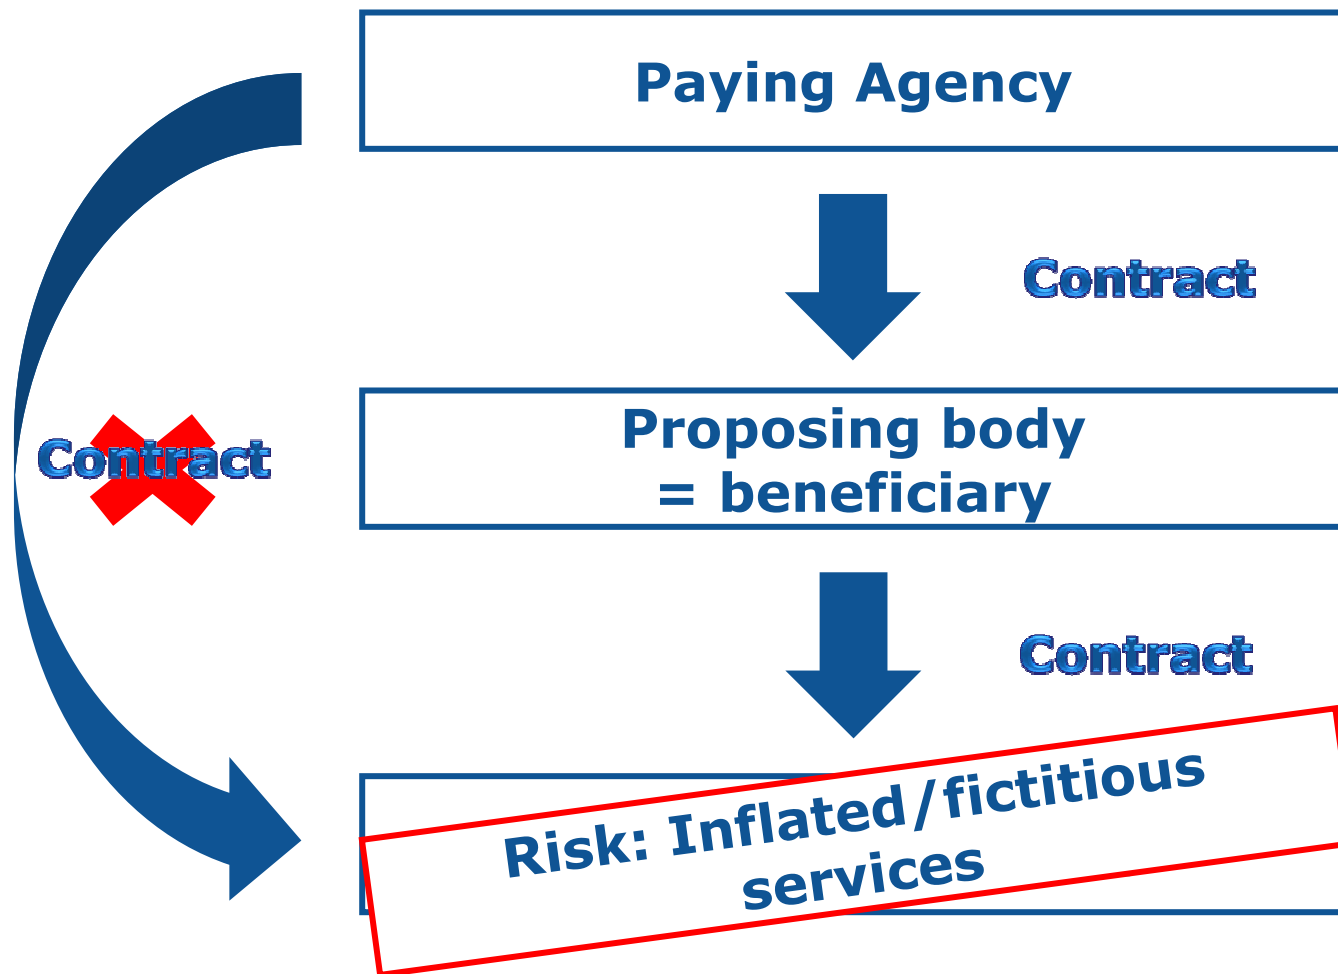 Paying Agency
Contract
Proposing body
= beneficiary
Contract
Contract
Risk: Inflated/fictitious
services